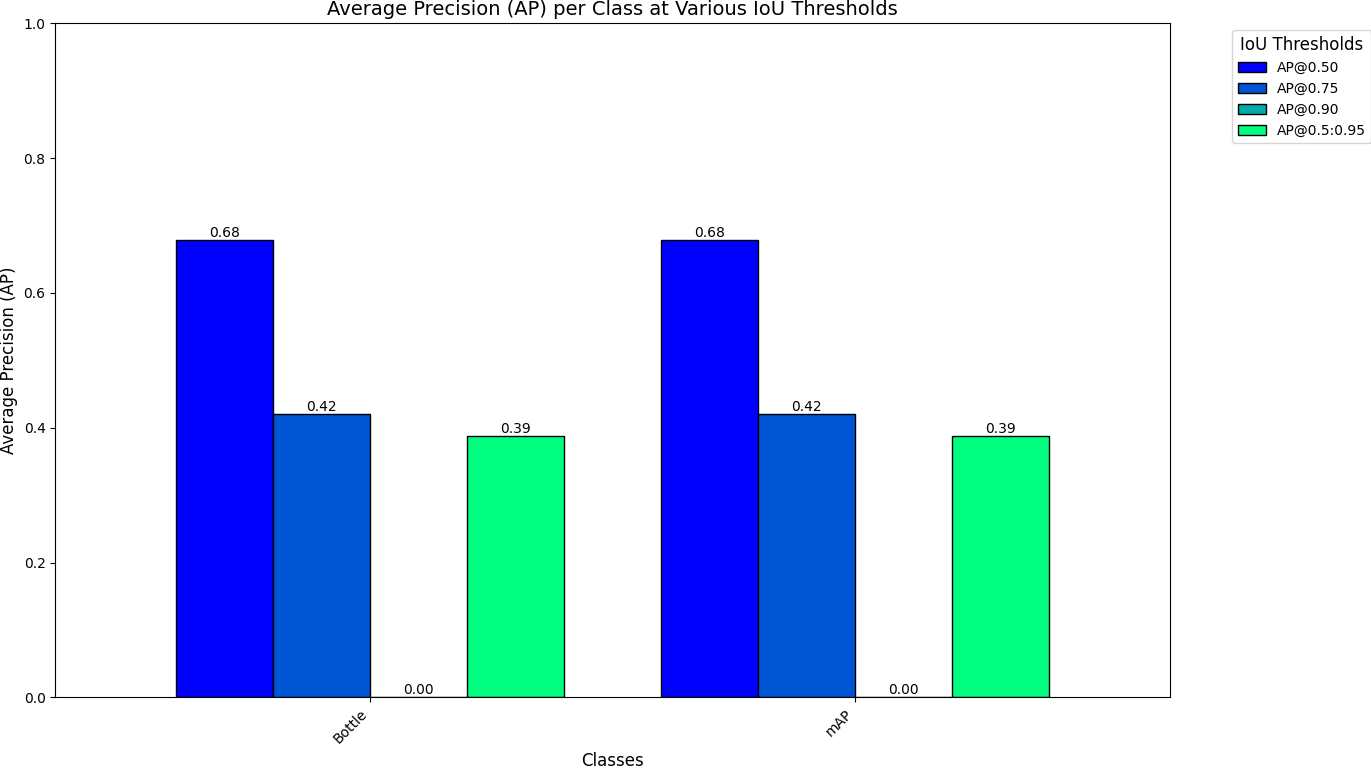 Average Precision (AP) per Class at Various IoU Thresholds
IoU Thresholds
AP@0.50
AP@0.75
AP@0.90
AP@0.5:0.95
Average Precision (AP)
1.0
0.8
0.6
0.4
0.2
0.0
0.68
0.42
0.00
0.39
0.68
0.42
0.00
0.39
Bottle
mAP
Classes